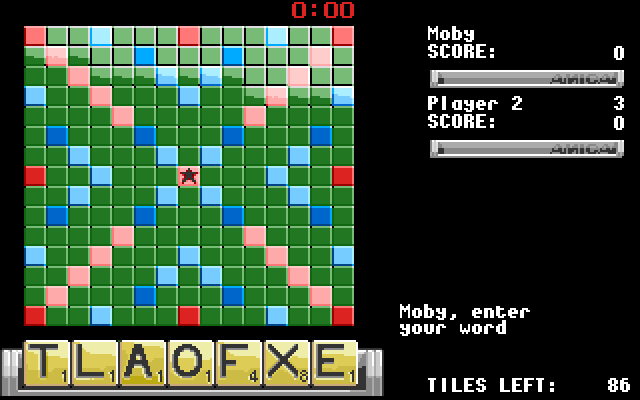 0:00
Moby
SCORE: 0
AMIGA
Player 2 3
SCORE: 0
AMIGA
Moby, enter
your word
T1 L1 A1 O1 F4 X8 E1
TILES LEFT: 86